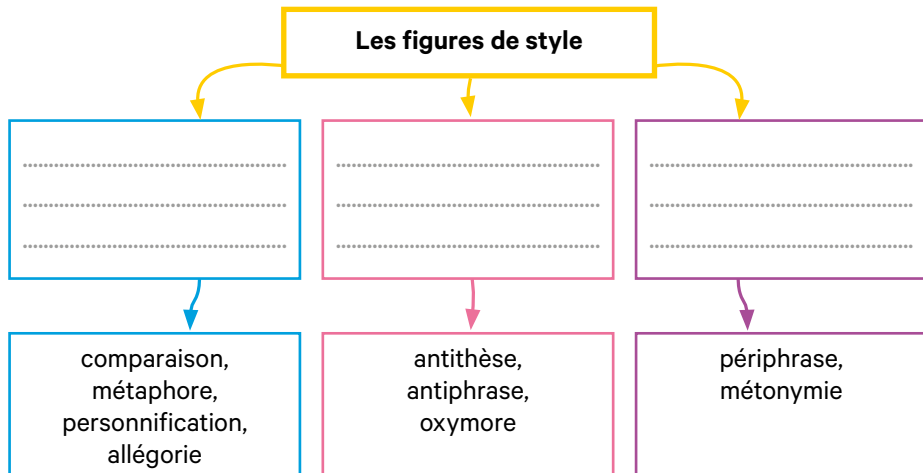 Les figures de style
comparaison,
métaphore,
personnification,
allégorie
antithèse,
antiphrase,
oxymore
périphrase,
métonymie